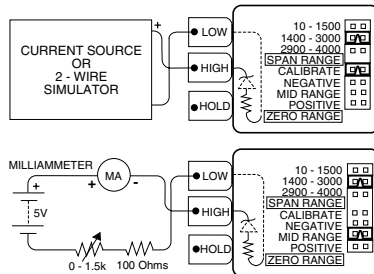 +
CURRENT SOURCE
OR
2 - WIRE
SIMULATOR
LOW
HIGH
HOLD
10 - 1500
1400 - 3000
2900 - 4000
SPAN RANGE
CALIBRATE
NEGATIVE
MID RANGE
POSITIVE
ZERO RANGE
MILLIAMMETER
MA
+
+ -
5V
0 - 1.5k
100 Ohms
LOW
HIGH
HOLD
10 - 1500
1400 - 3000
2900 - 4000
SPAN RANGE
CALIBRATE
NEGATIVE
MID RANGE
POSITIVE
ZERO RANGE